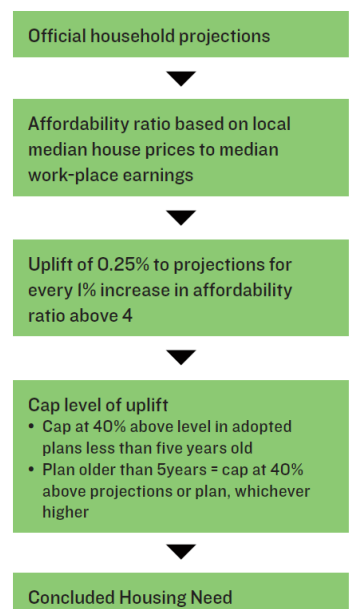 Official household projections
Affordability ratio based on local
median house prices to median
work-place earnings
Uplift of 0.25% to projections for
every 1% increase in affordability
ratio above 4
Cap level of uplift
• Cap at 40% above level in adopted
plans less than five years old
• Plan older than 5years = cap at 40%
above projections or plan, whichever
higher
Concluded Housing Need